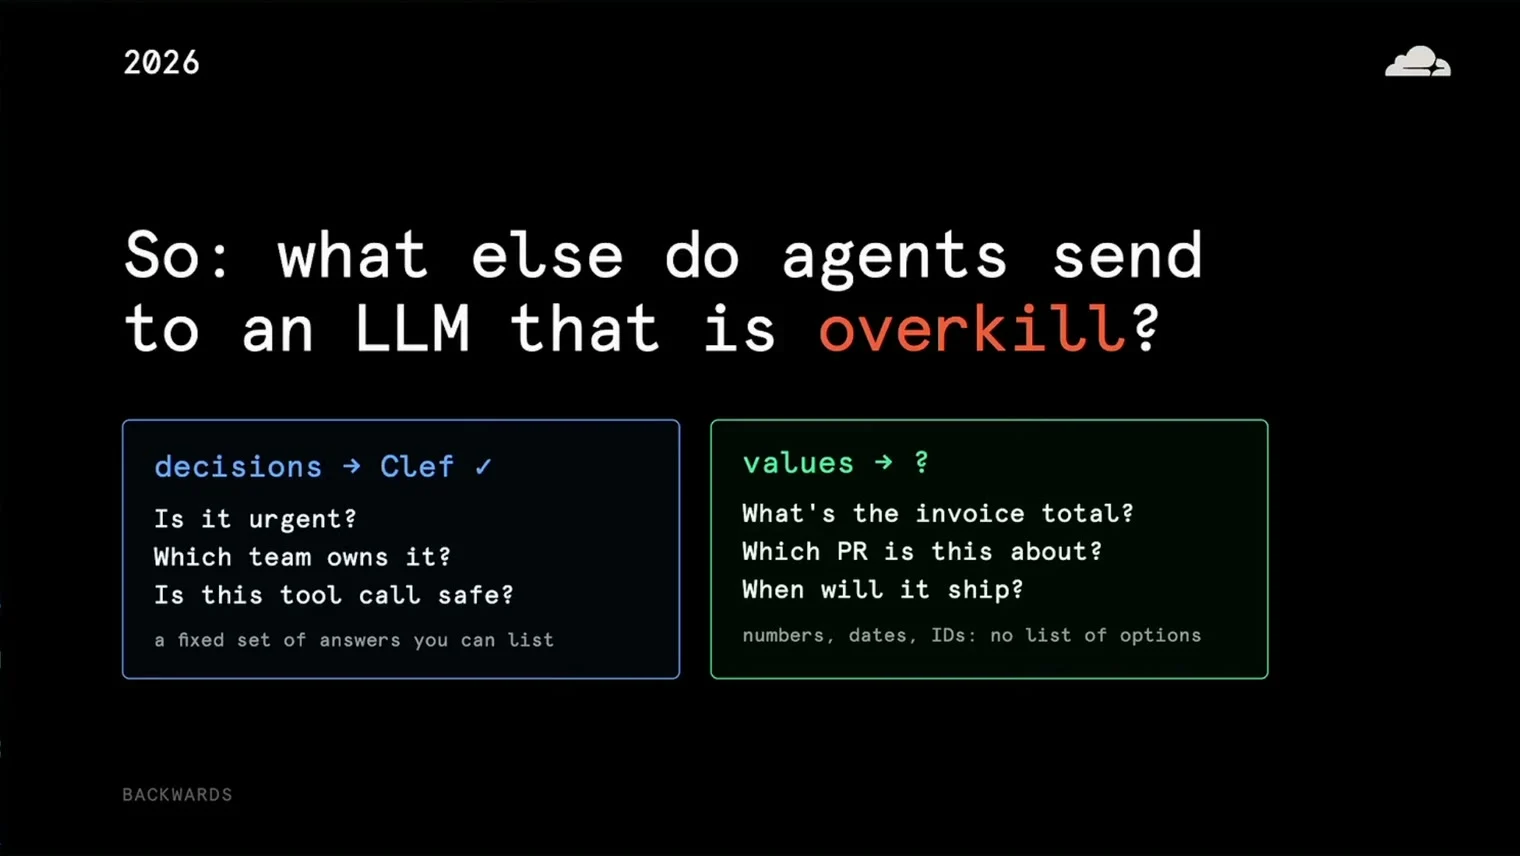 2026
So: what else do agents send
to an LLM that is overkill?
decisions → Clef ✓
Is it urgent?
Which team owns it?
Is this tool call safe?
a fixed set of answers you can list
values → ?
What's the invoice total?
Which PR is this about?
When will it ship?
numbers, dates, IDs: no list of options
BACKWARDS